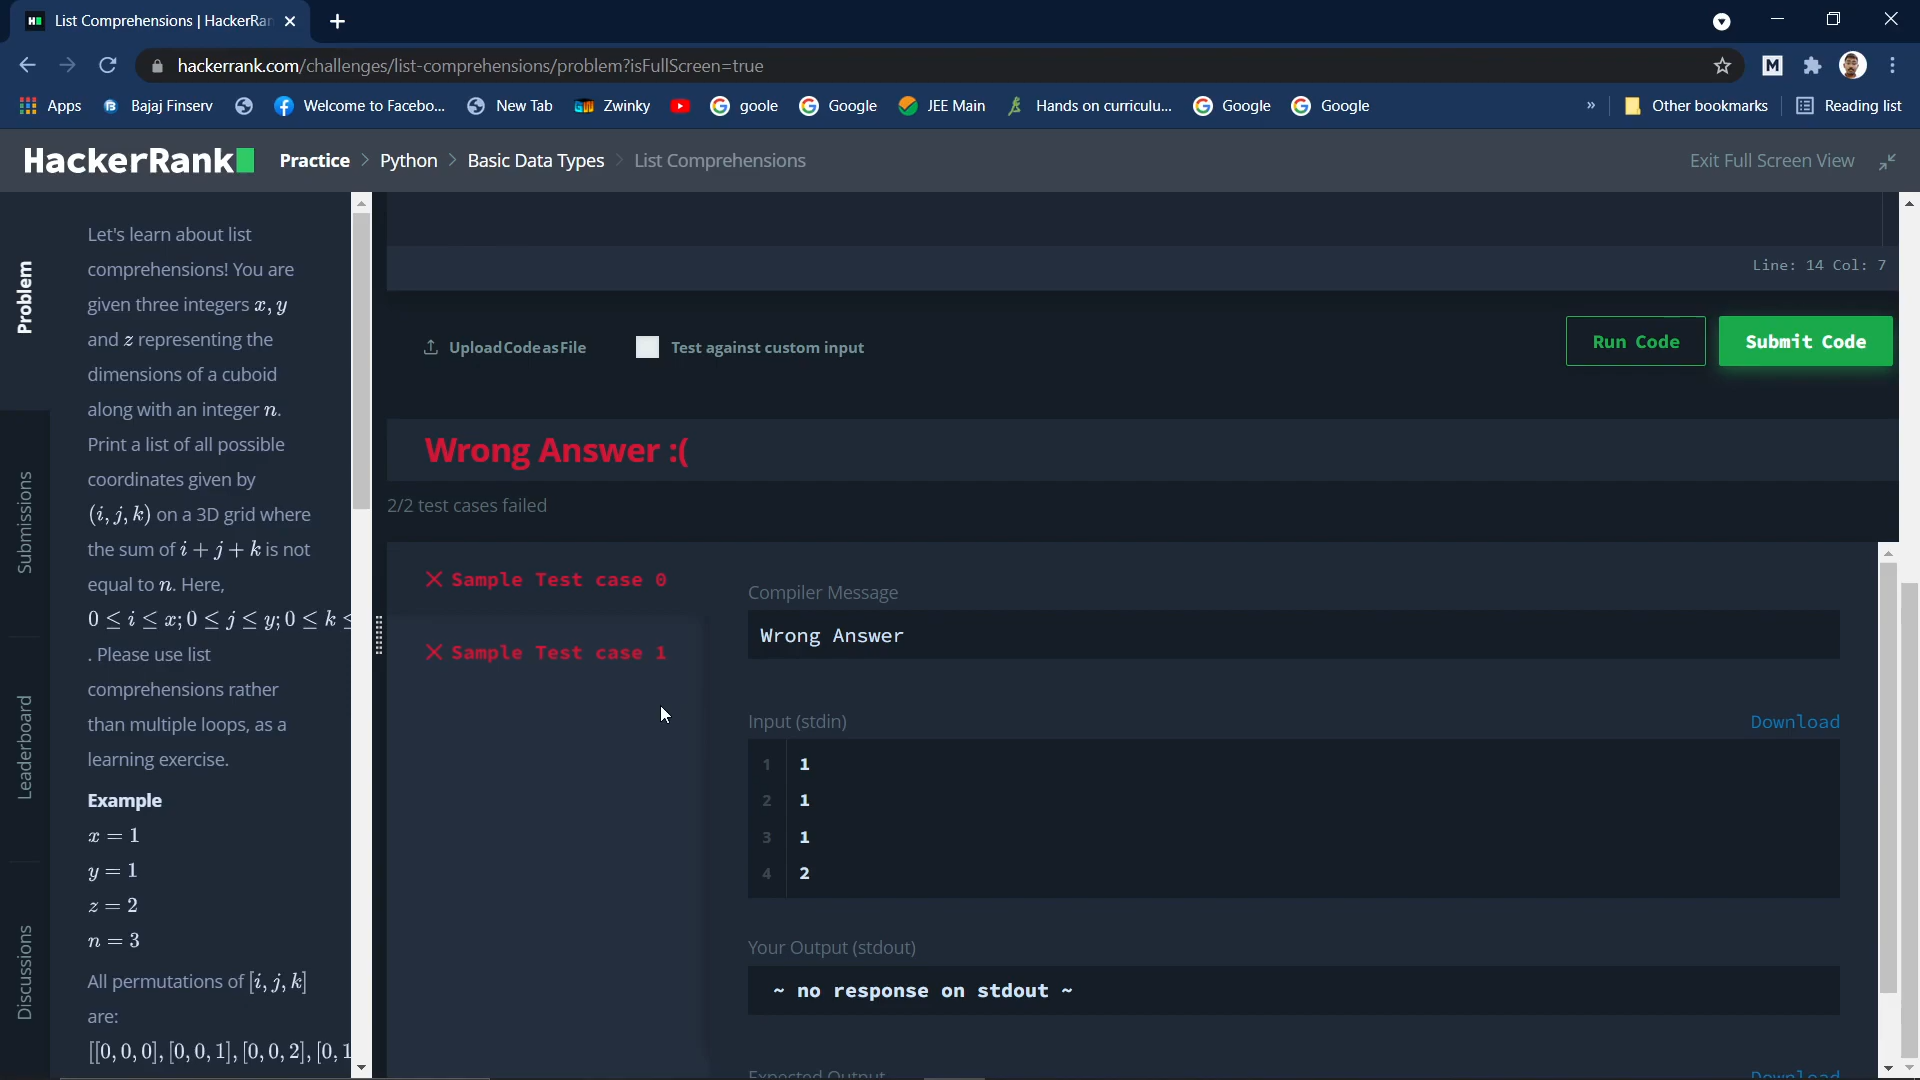 List Comprehensions | HackerRan
hackerrank.com/challenges/list-comprehensions/problem?isFullScreen=true
M
Apps Bajaj Finserv Welcome to Facebo... New Tab Zwinky goole Google JEE Main Hands on curriculu... Google Google » Other bookmarks Reading list
HackerRank Practice > Python > Basic Data Types > List Comprehensions Exit Full Screen View
Problem
Submissions
Leaderboard
Discussions
Let's learn about list
comprehensions! You are
given three integers x, y
and z representing the
dimensions of a cuboid
along with an integer n.
Print a list of all possible
coordinates given by
(i, j, k) on a 3D grid where
the sum of i + j + k is not
equal to n. Here,
0 ≤ i ≤ x; 0 ≤ j ≤ y; 0 ≤ k ≤
. Please use list
comprehensions rather
than multiple loops, as a
learning exercise.
Example
x = 1
y = 1
z = 2
n = 3
All permutations of [i, j, k]
are:
[[0, 0, 0], [0, 0, 1], [0, 0, 2], [0, 1
Line: 14 Col: 7
Upload Code as File Test against custom input Run Code Submit Code
Wrong Answer :(
2/2 test cases failed
Sample Test case 0
Sample Test case 1
Compiler Message
Wrong Answer
Input (stdin) Download
1 1
2 1
3 1
4 2
Your Output (stdout)
~ no response on stdout ~
Expected Output Download